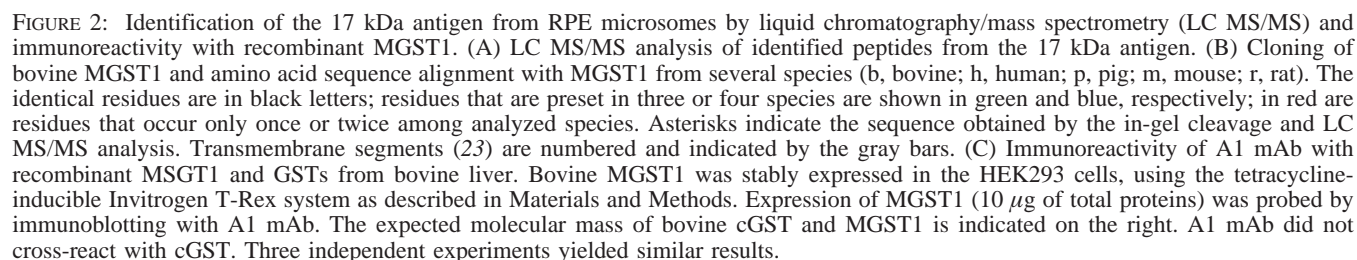 FIGURE 2: Identification of the 17 kDa antigen from RPE microsomes by liquid chromatography/mass spectrometry (LC MS/MS) and
immunoreactivity with recombinant MGST1. (A) LC MS/MS analysis of identified peptides from the 17 kDa antigen. (B) Cloning of
bovine MGST1 and amino acid sequence alignment with MGST1 from several species (b, bovine; h, human; p, pig; m, mouse; r, rat). The
identical residues are in black letters; residues that are preset in three or four species are shown in green and blue, respectively; in red are
residues that occur only once or twice among analyzed species. Asterisks indicate the sequence obtained by the in-gel cleavage and LC
MS/MS analysis. Transmembrane segments (23) are numbered and indicated by the gray bars. (C) Immunoreactivity of A1 mAb with
recombinant MSGT1 and GSTs from bovine liver. Bovine MGST1 was stably expressed in the HEK293 cells, using the tetracycline-
inducible Invitrogen T-Rex system as described in Materials and Methods. Expression of MGST1 (10 μg of total proteins) was probed by
immunoblotting with A1 mAb. The expected molecular mass of bovine cGST and MGST1 is indicated on the right. A1 mAb did not
cross-react with cGST. Three independent experiments yielded similar results.